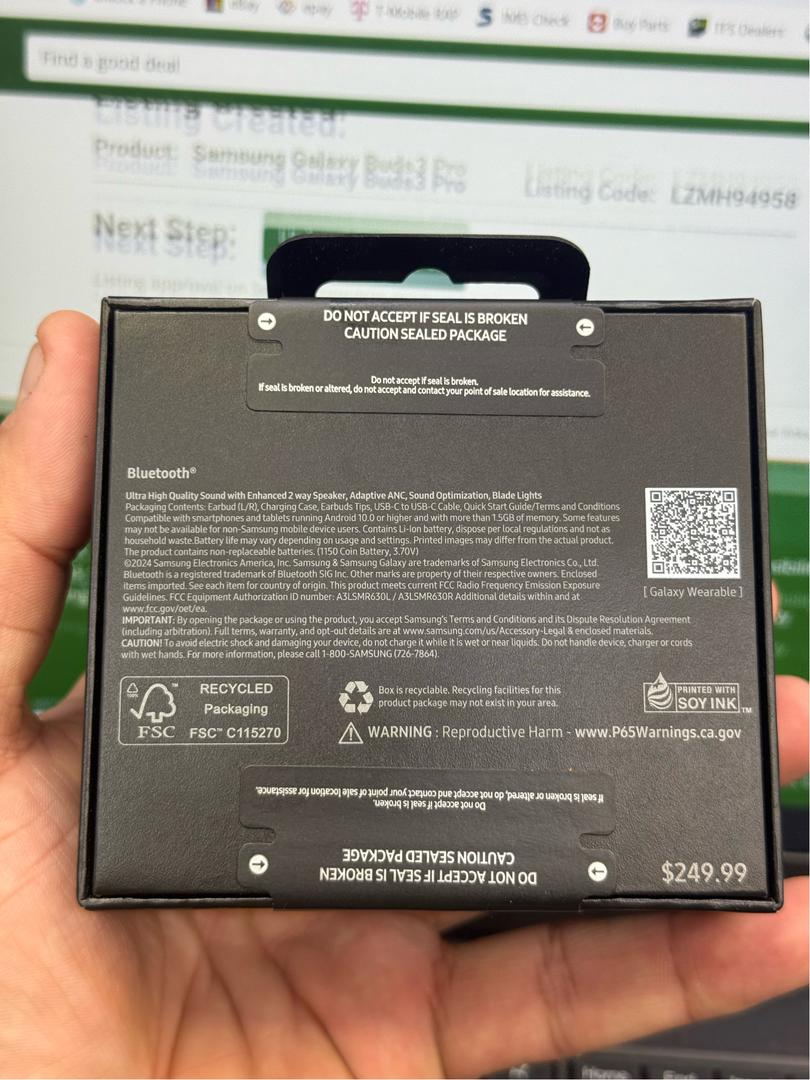 eBay
T-Mobile
IMEI Check
Buy Parts
TFS Dealers
Find a good deal
Listing Created:
Product: Samsung Galaxy Buds3 Pro
Listing Code: LZMH94958
Next Step:
DO NOT ACCEPT IF SEAL IS BROKEN
CAUTION SEALED PACKAGE
Do not accept if seal is broken.
If seal is broken or altered, do not accept and contact your point of sale location for assistance.
Bluetooth®
Ultra High Quality Sound with Enhanced 2 way Speaker, Adaptive ANC, Sound Optimization, Blade Lights
Packaging Contents: Earbud (L/R), Charging Case, Earbuds Tips, USB-C to USB-C Cable, Quick Start Guide/Terms and Conditions
Compatible with smartphones and tablets running Android 10.0 or higher and with more than 1.5GB of memory. Some features
may not be available for non-Samsung mobile device users. Contains Li-Ion battery, dispose per local regulations and not as
household waste.Battery life may vary depending on usage and settings. Printed images may differ from the actual product.
The product contains non-replaceable batteries. (1150 Coin Battery, 3.70V)
©2024 Samsung Electronics America, Inc. Samsung & Samsung Galaxy are trademarks of Samsung Electronics Co., Ltd.
Bluetooth is a registered trademark of Bluetooth SIG Inc. Other marks are property of their respective owners. Enclosed
items imported. See each item for country of origin. This product meets current FCC Radio Frequency Emission Exposure
Guidelines. FCC Equipment Authorization ID number: A3LSMR630L / A3LSMR630R Additional details within and at
www.fcc.gov/oet/ea.
IMPORTANT: By opening the package or using the product, you accept Samsung's Terms and Conditions and its Dispute Resolution Agreement
(including arbitration). Full terms, warranty, and opt-out details are at www.samsung.com/us/Accessory-Legal & enclosed materials.
CAUTION! To avoid electric shock and damaging your device, do not charge it while it is wet or near liquids. Do not handle device, charger or cords
with wet hands. For more information, please call 1-800-SAMSUNG (726-7864).
[ Galaxy Wearable ]
100%
FSC™
RECYCLED
Packaging
FSC™ C115270
Box is recyclable. Recycling facilities for this
product package may not exist in your area.
PRINTED WITH
SOY INK™
WARNING : Reproductive Harm - www.P65Warnings.ca.gov
If seal is broken or altered, do not accept and contact your point of sale location for assistance.
Do not accept if seal is broken.
CAUTION SEALED PACKAGE
DO NOT ACCEPT IF SEAL IS BROKEN
$249.99
Home
End